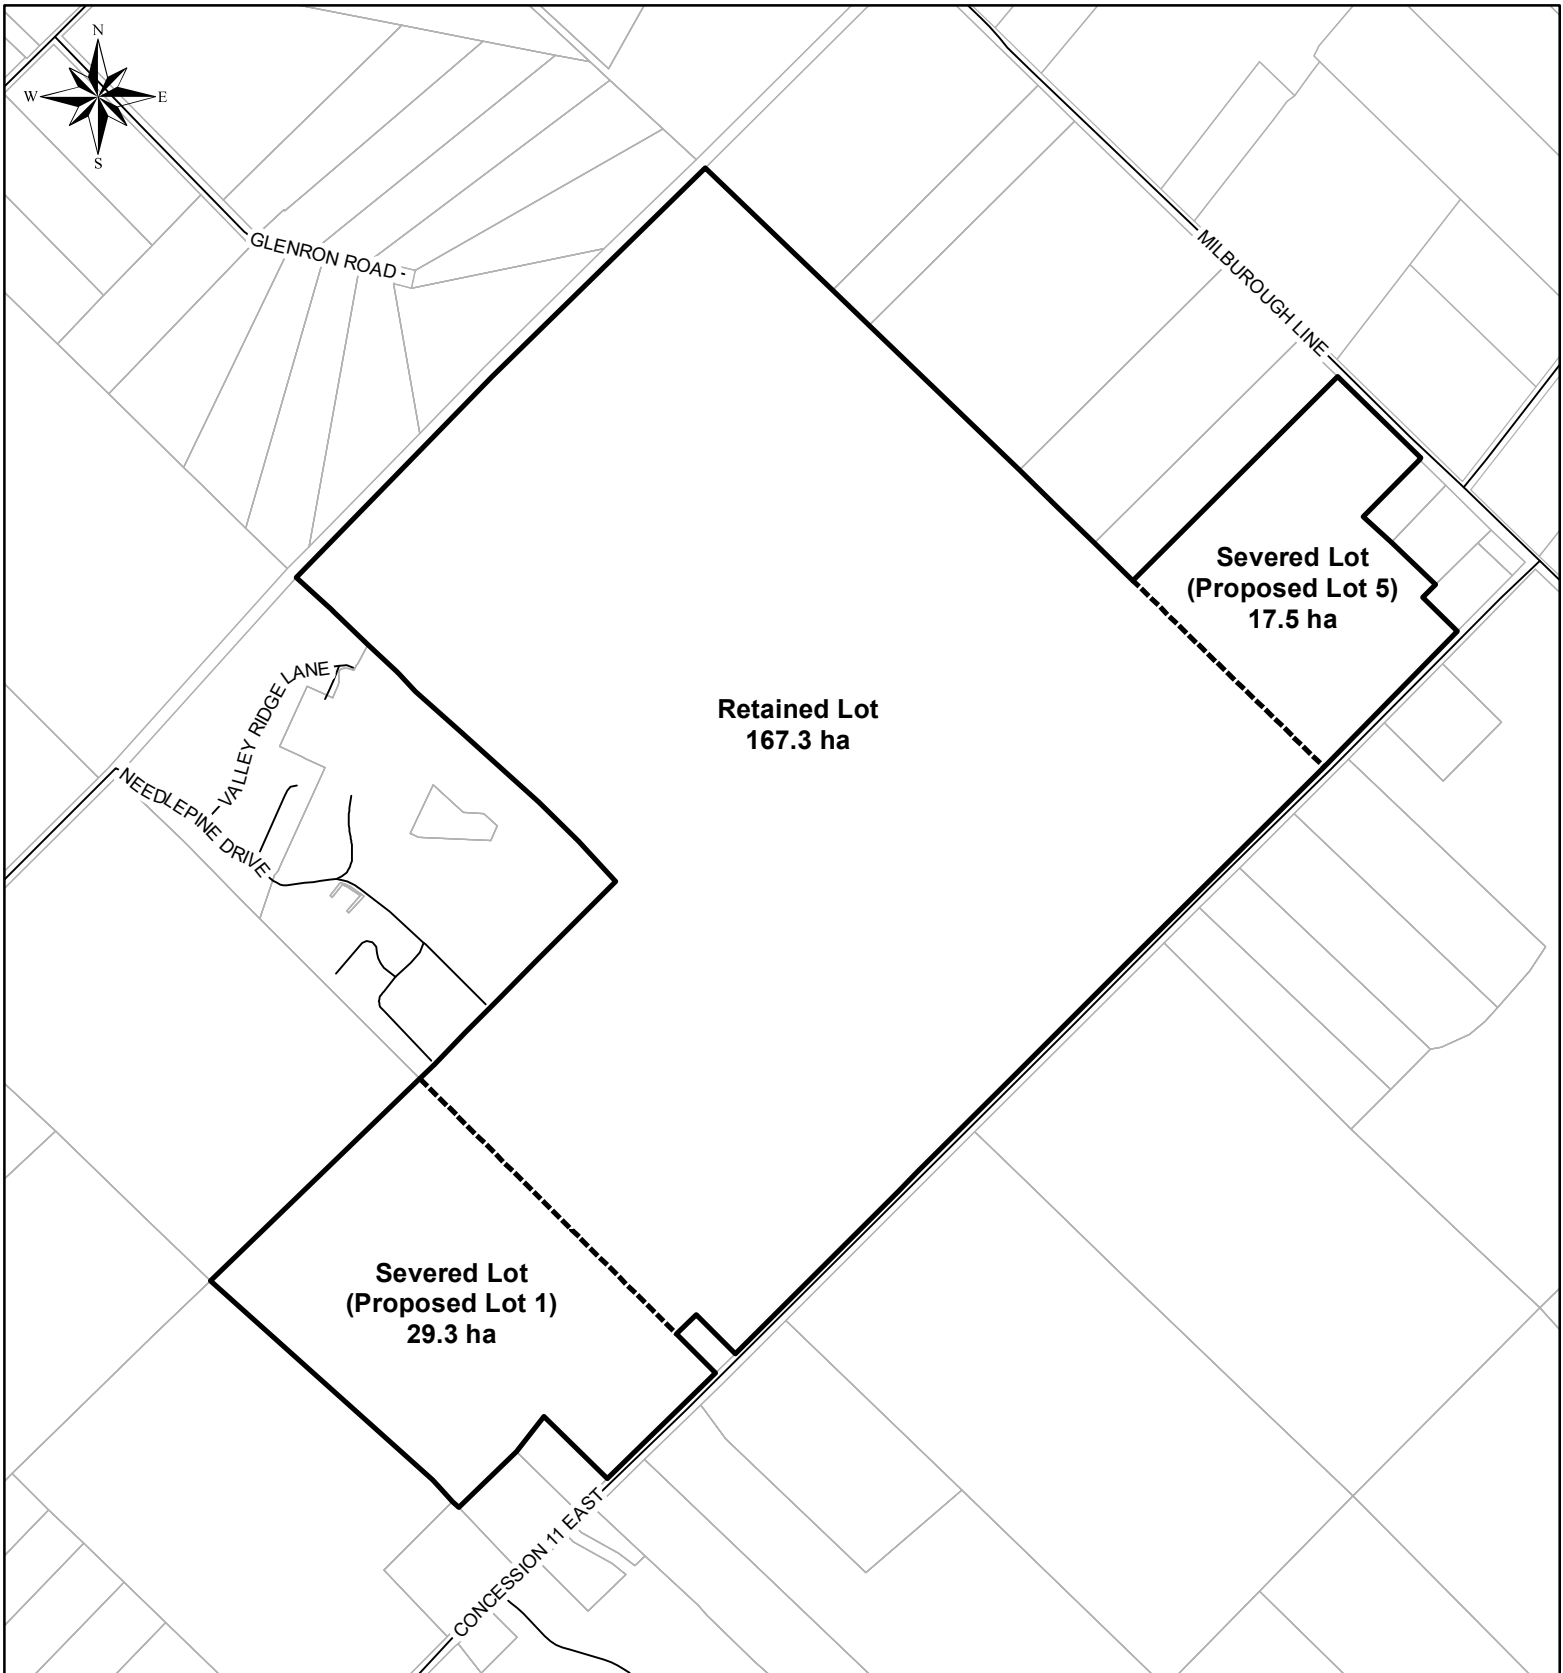 N
W
E
S
GLENRON ROAD
MILBUROUGH LINE
Severed Lot
(Proposed Lot 5)
17.5 ha
VALLEY RIDGE LANE
Retained Lot
167.3 ha
NEEDLEPINE DRIVE
Severed Lot
(Proposed Lot 1)
29.3 ha
CONCESSION 11 EAST